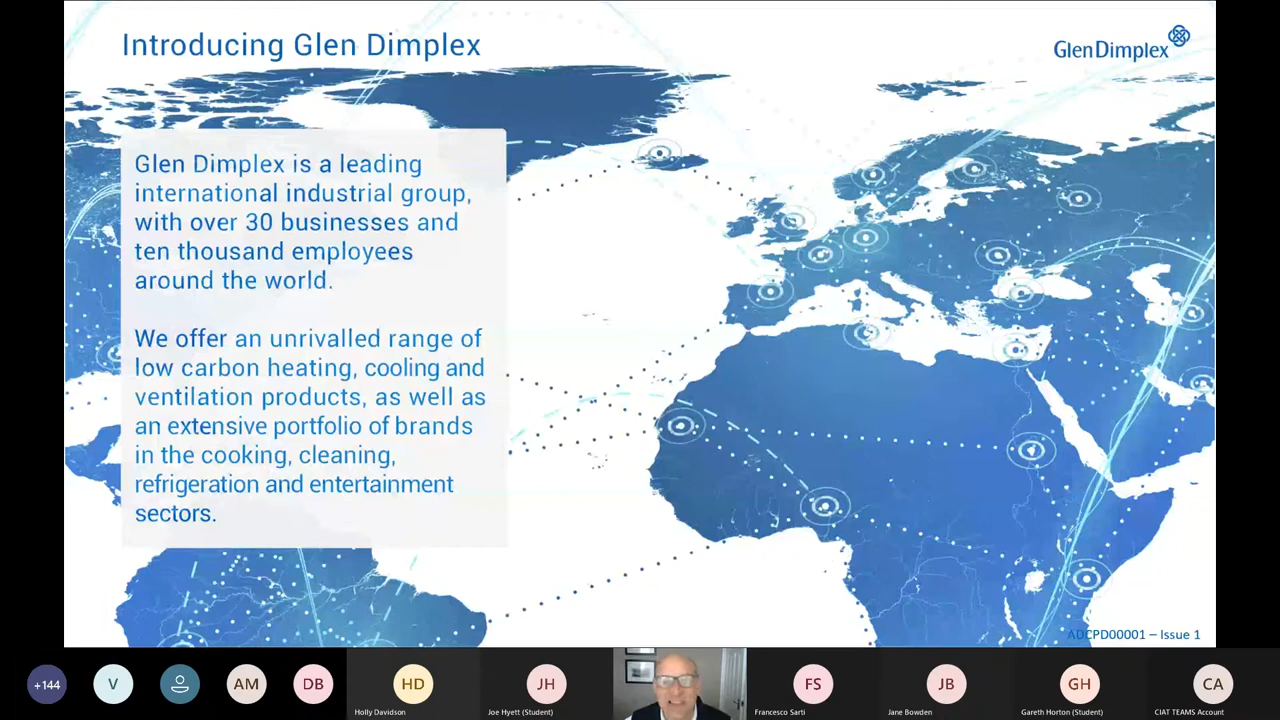 Introducing Glen Dimplex
GlenDimplex
Glen Dimplex is a leading
international industrial group,
with over 30 businesses and
ten thousand employees
around the world.
We offer an unrivalled range of
low carbon heating, cooling and
ventilation products, as well as
an extensive portfolio of brands
in the cooking, cleaning,
refrigeration and entertainment
sectors.
ADCPD00001 – Issue 1
+144
V
AM
DB
HD
JH
FS
JB
GH
CA
Holly Davidson
Joe Hyett (Student)
Francesco Sarti
Jane Bowden
Gareth Horton (Student)
CIAT TEAMS Account